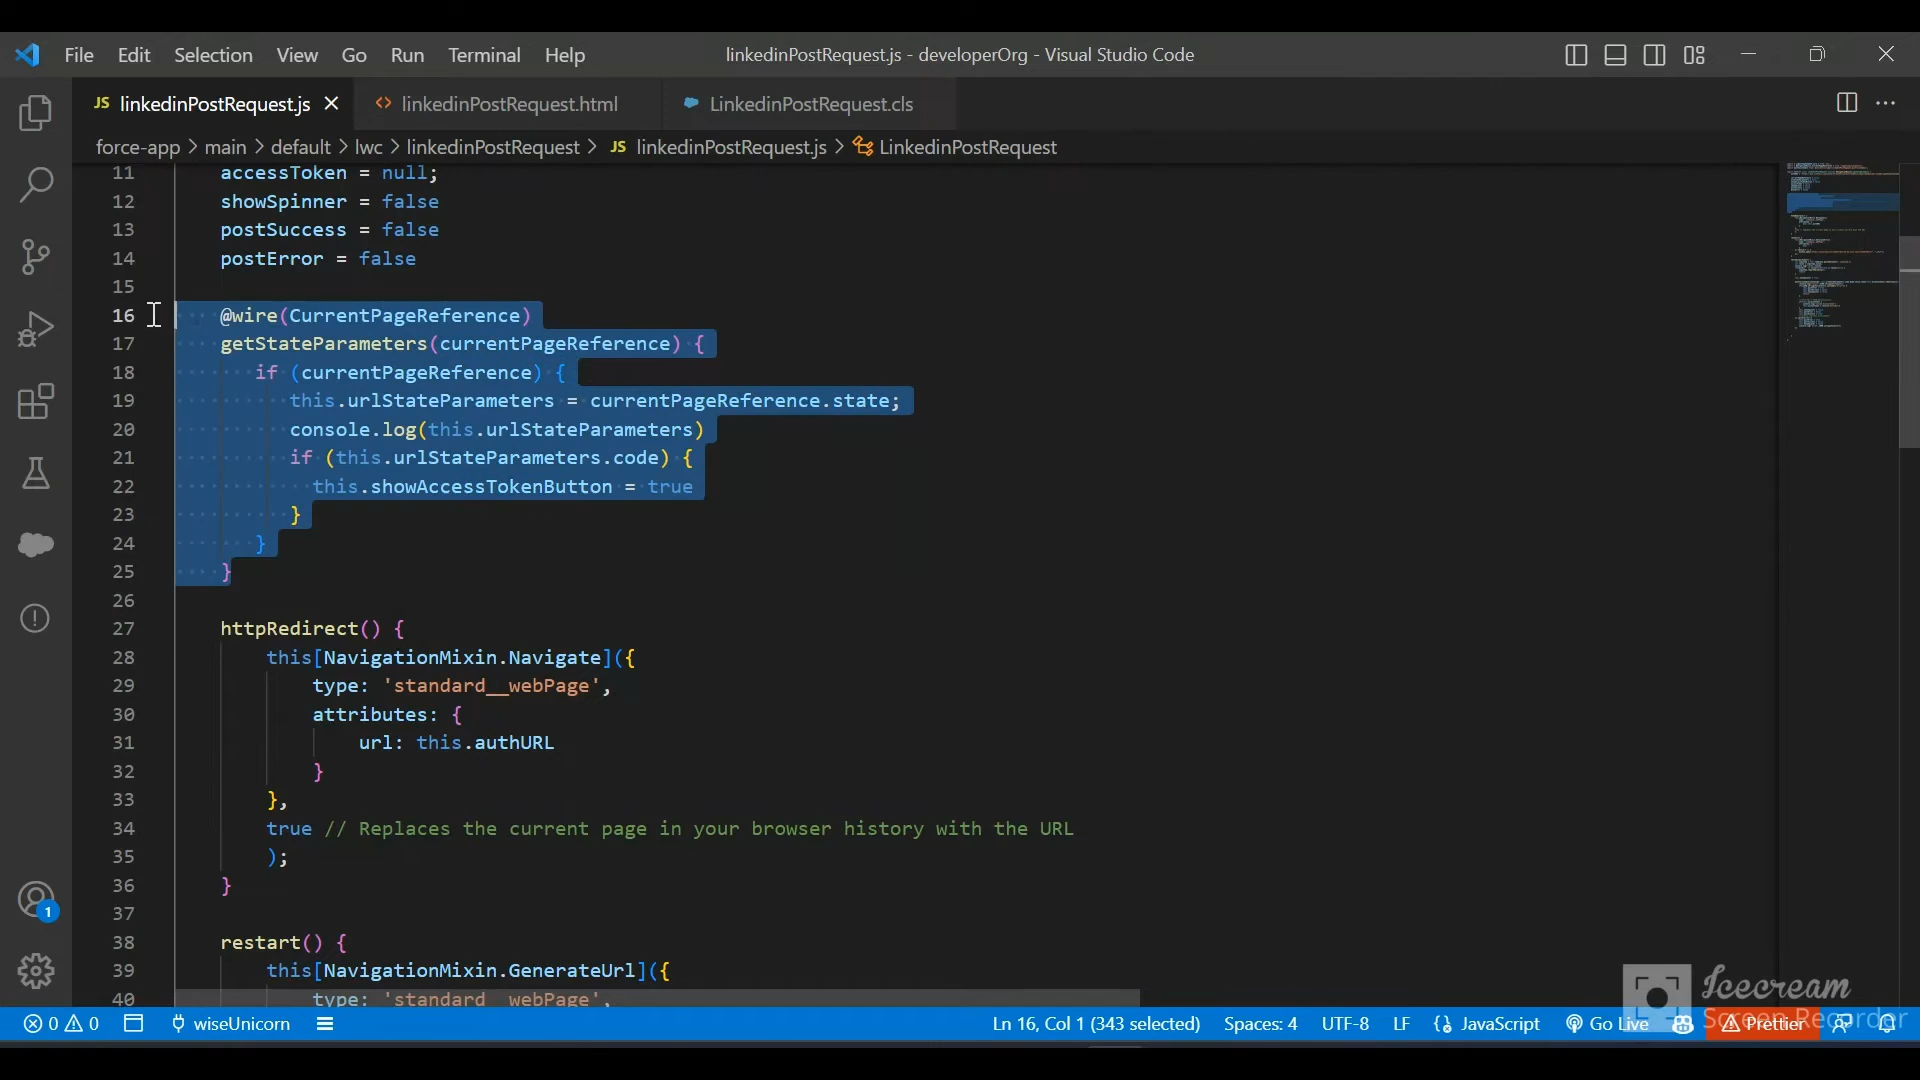 File Edit Selection View Go Run Terminal Help linkedinPostRequest.js - developerOrg - Visual Studio Code
JS linkedinPostRequest.js linkedinPostRequest.html LinkedinPostRequest.cls
force-app > main > default > lwc > linkedinPostRequest > JS linkedinPostRequest.js > LinkedinPostRequest
11 accessToken = null;
12 showSpinner = false
13 postSuccess = false
14 postError = false
15
16 @wire(CurrentPageReference)
17 getStateParameters(currentPageReference) {
18 if (currentPageReference) {
19 this.urlStateParameters = currentPageReference.state;
20 console.log(this.urlStateParameters)
21 if (this.urlStateParameters.code) {
22 this.showAccessTokenButton = true
23 }
24 }
25 }
26
27 httpRedirect() {
28 this[NavigationMixin.Navigate]({
29 type: 'standard__webPage',
30 attributes: {
31 url: this.authURL
32 }
33 },
34 true // Replaces the current page in your browser history with the URL
35 );
36 }
37
38 restart() {
39 this[NavigationMixin.GenerateUrl]({
40 type: 'standard__webPage',
1
Icecream
Screen Recorder
0 0 wiseUnicorn Ln 16, Col 1 (343 selected) Spaces: 4 UTF-8 LF {} JavaScript Go Live Prettier